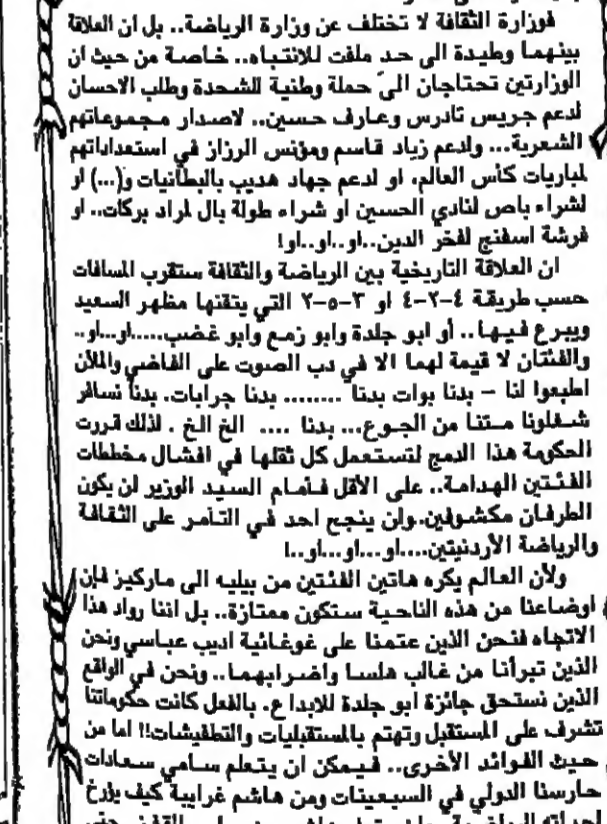 فوزارة الثقافة لا تختلف عن وزارة الرياضة.. بل ان العلاقة
بينهما وطيدة الى حد ملفت للانتباه.. خاصة من حيث ان
الوزارتين تحتاجان الى حملة وطنية للشحدة وطلب الاحسان
لدعم جريس تادرس وعارف حسين.. لاصدار مجموعاتهم
الشعرية... ولدعم زياد قاسم ومؤنس الرزاز في استعداداتهم
لمباريات كأس العالم، او لدعم جهاد هديب بالبطانيات و(...) او
لشراء باص لنادي الحسين او شراء طولة بال لمراد بركات.. او
فرشة اسفنج لفخر الدين..او..او..او!
ان العلاقة التاريخية بين الرياضة والثقافة ستقرب المسافات
حسب طريقة ٤-٢-٤ او ٣-٥-٢ التي يتقنها مظهر السعيد
ويبرع فيها.. أو ابو جلدة وابو زمع وابو غضب.....او...او..
والفئتان لا قيمة لهما الا في دب الصوت على الفاضي والملان
اطبعوا لنا – بدنا بوات بدنا ........ بدنا جرابات. بدنا نسافر
شغلونا متنا من الجوع... بدنا .... الخ الخ . لذلك قررت
الحكومة هذا الدمج لتستعمل كل ثقلها في افشال مخططات
الفئتين الهدامة.. على الأقل فأمام السيد الوزير لن يكون
الطرفان مكشوفين.ولن ينجح احد في التآمر على الثقافة
والرياضة الأردنيتين....او...او...او..!
ولأن العالم يكره هاتين الفئتين من بيليه الى ماركيز فإن
اوضاعنا من هذه الناحية ستكون ممتازة.. بل اننا رواد هذا
الاتجاه فنحن الذين عتمنا على غوغائية اديب عباسي ونحن
الذين تبرأنا من غالب هلسا واضرابهما.. ونحن في الواقع
الذين نستحق جائزة ابو جلدة للابداع. بالفعل كانت حكوماتنا
تشرف على المستقبل وتهتم بالمستقبليات والتطفيشات!! اما من
حيث الفوائد الأخرى.. فيمكن ان يتعلم سامي سعادات
حارسنا الدولي في السبعينات ومن هاشم غرايبة كيف يؤرخ